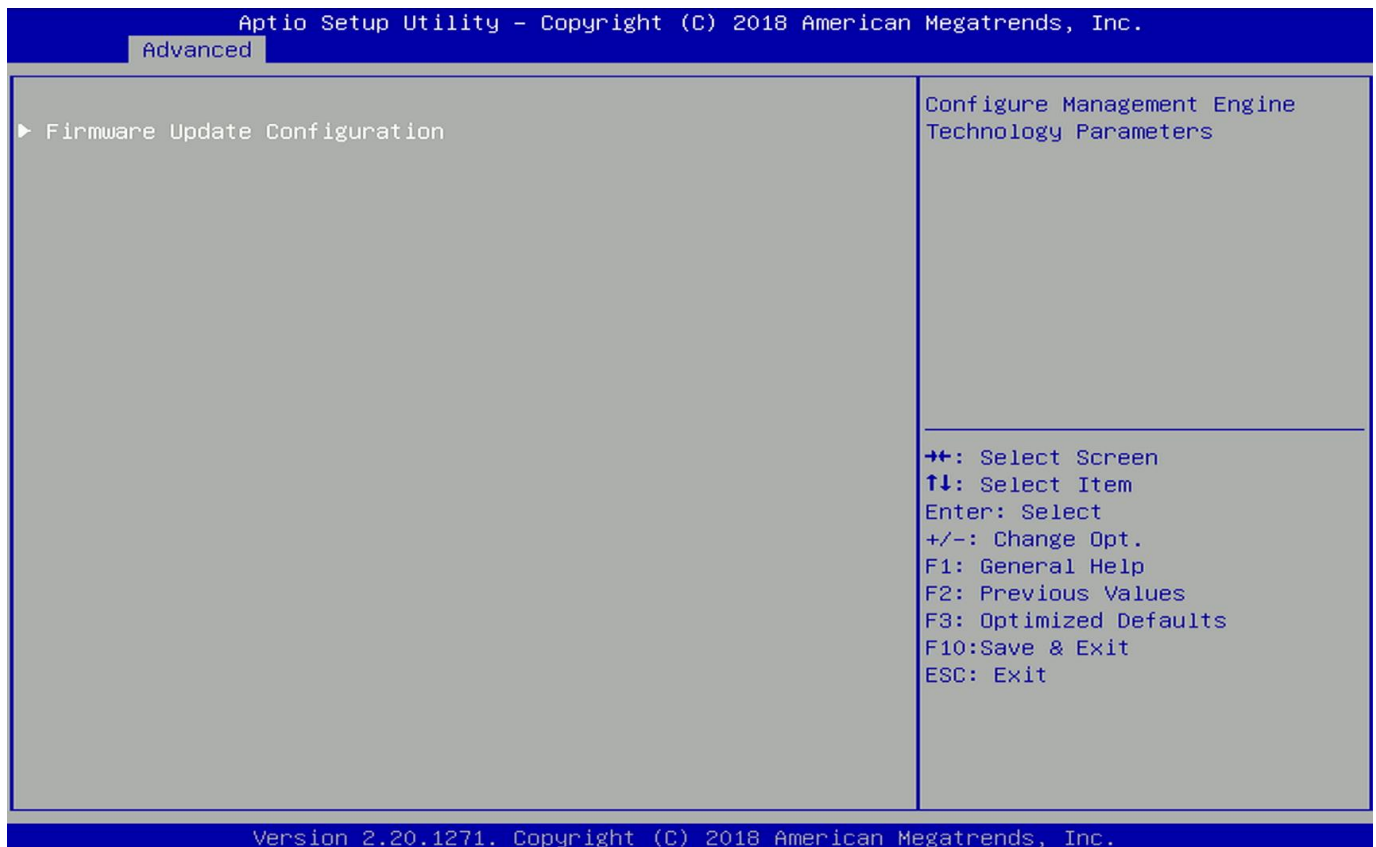 Aptio Setup Utility – Copyright (C) 2018 American Megatrends, Inc.
Advanced
▶ Firmware Update Configuration
Configure Management Engine
Technology Parameters
→←: Select Screen
↑↓: Select Item
Enter: Select
+/-: Change Opt.
F1: General Help
F2: Previous Values
F3: Optimized Defaults
F10:Save & Exit
ESC: Exit
Version 2.20.1271. Copyright (C) 2018 American Megatrends, Inc.